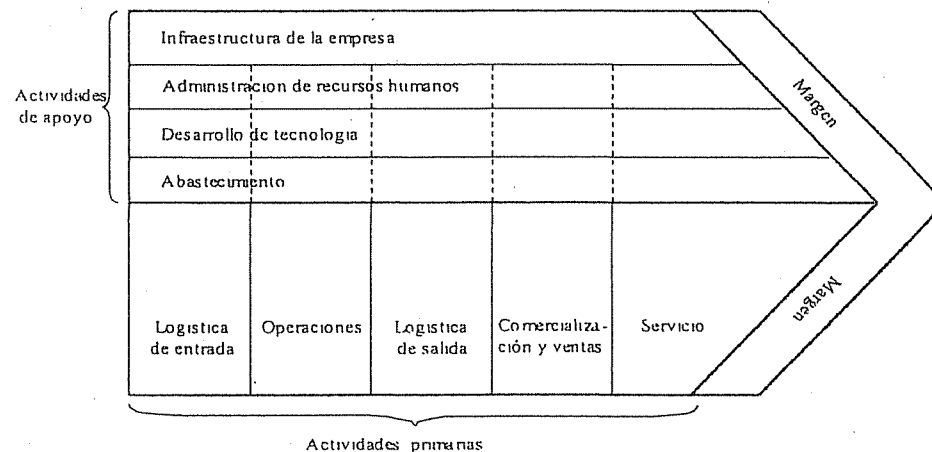 Infraestructura de la empresa
Actividades
de apoyo
Administracion de recursos humanos
Desarrollo de tecnologia
Abastecimiento
Margen
Margen
Logistica
de entrada
Operaciones
Logistica
de salida
Comercializa-
ción y ventas
Servicio
Actividades primarias